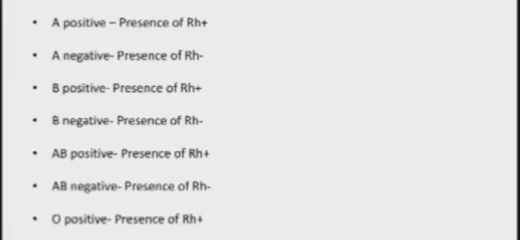 • A positive – Presence of Rh+
• A negative- Presence of Rh-
• B positive- Presence of Rh+
• B negative- Presence of Rh-
• AB positive- Presence of Rh+
• AB negative- Presence of Rh-
• O positive- Presence of Rh+